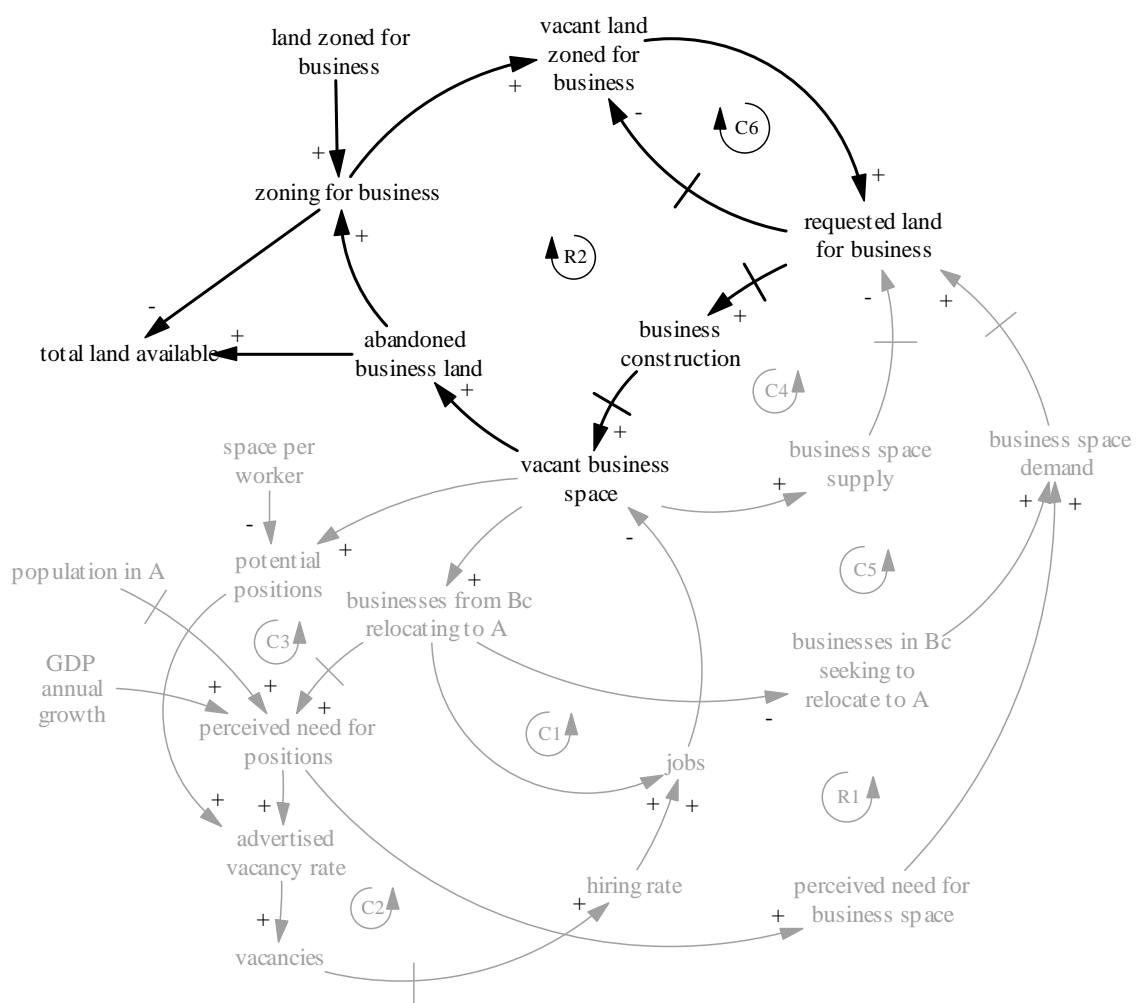 land zoned for
business
vacant land
zoned for
business
+
-
C6
+
+
zoning for business
requested land
for business
+
R2
-
+
-
+
+
total land available
abandoned
business land
business
construction
+
+
C4
space per
worker
vacant business
space
business space
supply
business space
demand
-
+
+
+
+
-
population in A
potential
positions
+
businesses from Bc
relocating to A
C5
C3
businesses in Bc
seeking to
relocate to A
GDP
annual
growth
+
+
+
-
perceived need for
positions
C1
jobs
+
+
+
+
R1
advertised
vacancy rate
hiring rate
perceived need for
business space
+
C2
+
+
vacancies